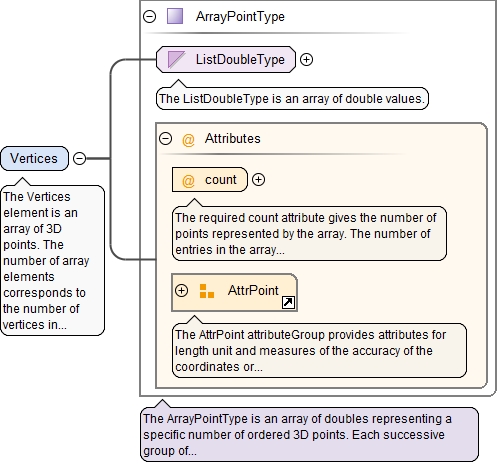 ArrayPointType
ListDoubleType
The ListDoubleType is an array of double values.
Vertices
The Vertices
element is an
array of 3D
points. The
number of array
elements
corresponds to
the number of
vertices in...
@ Attributes
@ count
The required count attribute gives the number of
points represented by the array. The number of
entries in the array...
AttrPoint
The AttrPoint attributeGroup provides attributes for
length unit and measures of the accuracy of the
coordinates or...
The ArrayPointType is an array of doubles representing a
specific number of ordered 3D points. Each successive
group of...